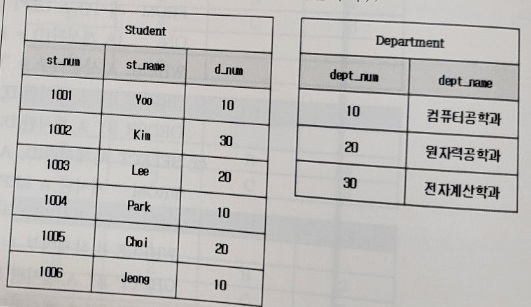 Student
st_num st_name d_num
1001 Yoo 10
1002 Kim 30
1003 Lee 20
1004 Park 10
1005 Choi 20
1006 Jeong 10
Department
dept_num dept_name
10 컴퓨터공학과
20 원자력공학과
30 전자계산학과